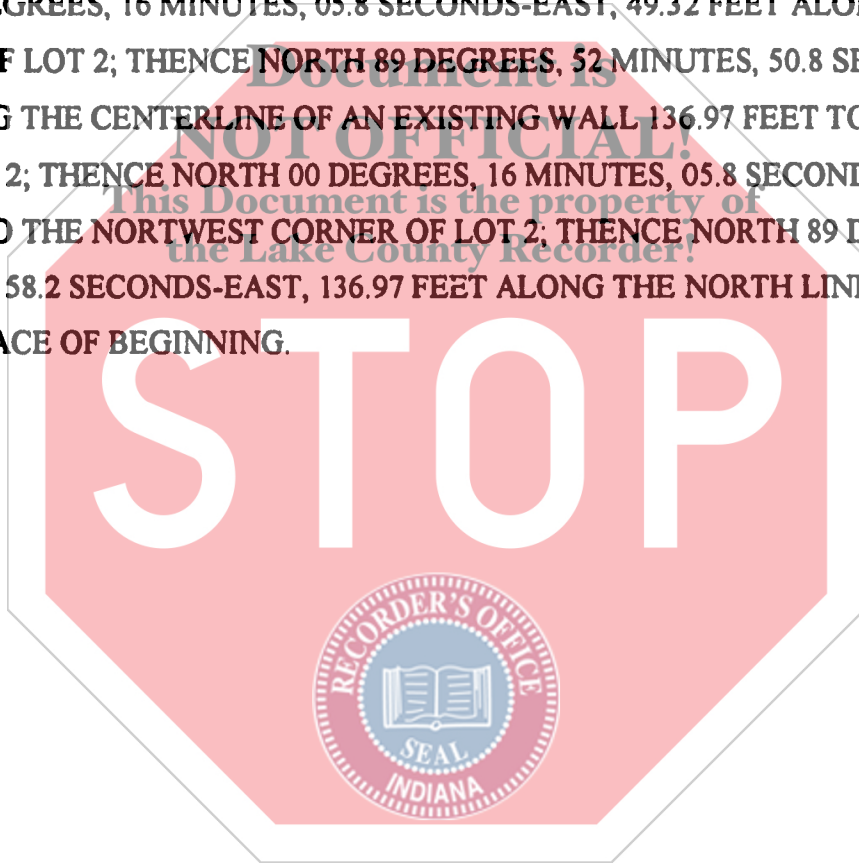 GREES, 16 MINUTES, 05.8 SECONDS-EAST, 49.32 FEET ALO
F LOT 2; THENCE NORTH 89 DEGREES, 52 MINUTES, 50.8 SE
Document is
G THE CENTERLINE OF AN EXISTING WALL 136.97 FEET TO
NOT OFFICIAL!
2; THENCE NORTH 00 DEGREES, 16 MINUTES, 05.8 SECOND
This Document is the property of
O THE NORTWEST CORNER OF LOT 2; THENCE NORTH 89 D
the Lake County Recorder!
58.2 SECONDS-EAST, 136.97 FEET ALONG THE NORTH LIN
ACE OF BEGINNING.
STOP
RECORDER'S OFFICE
SEAL
INDIANA